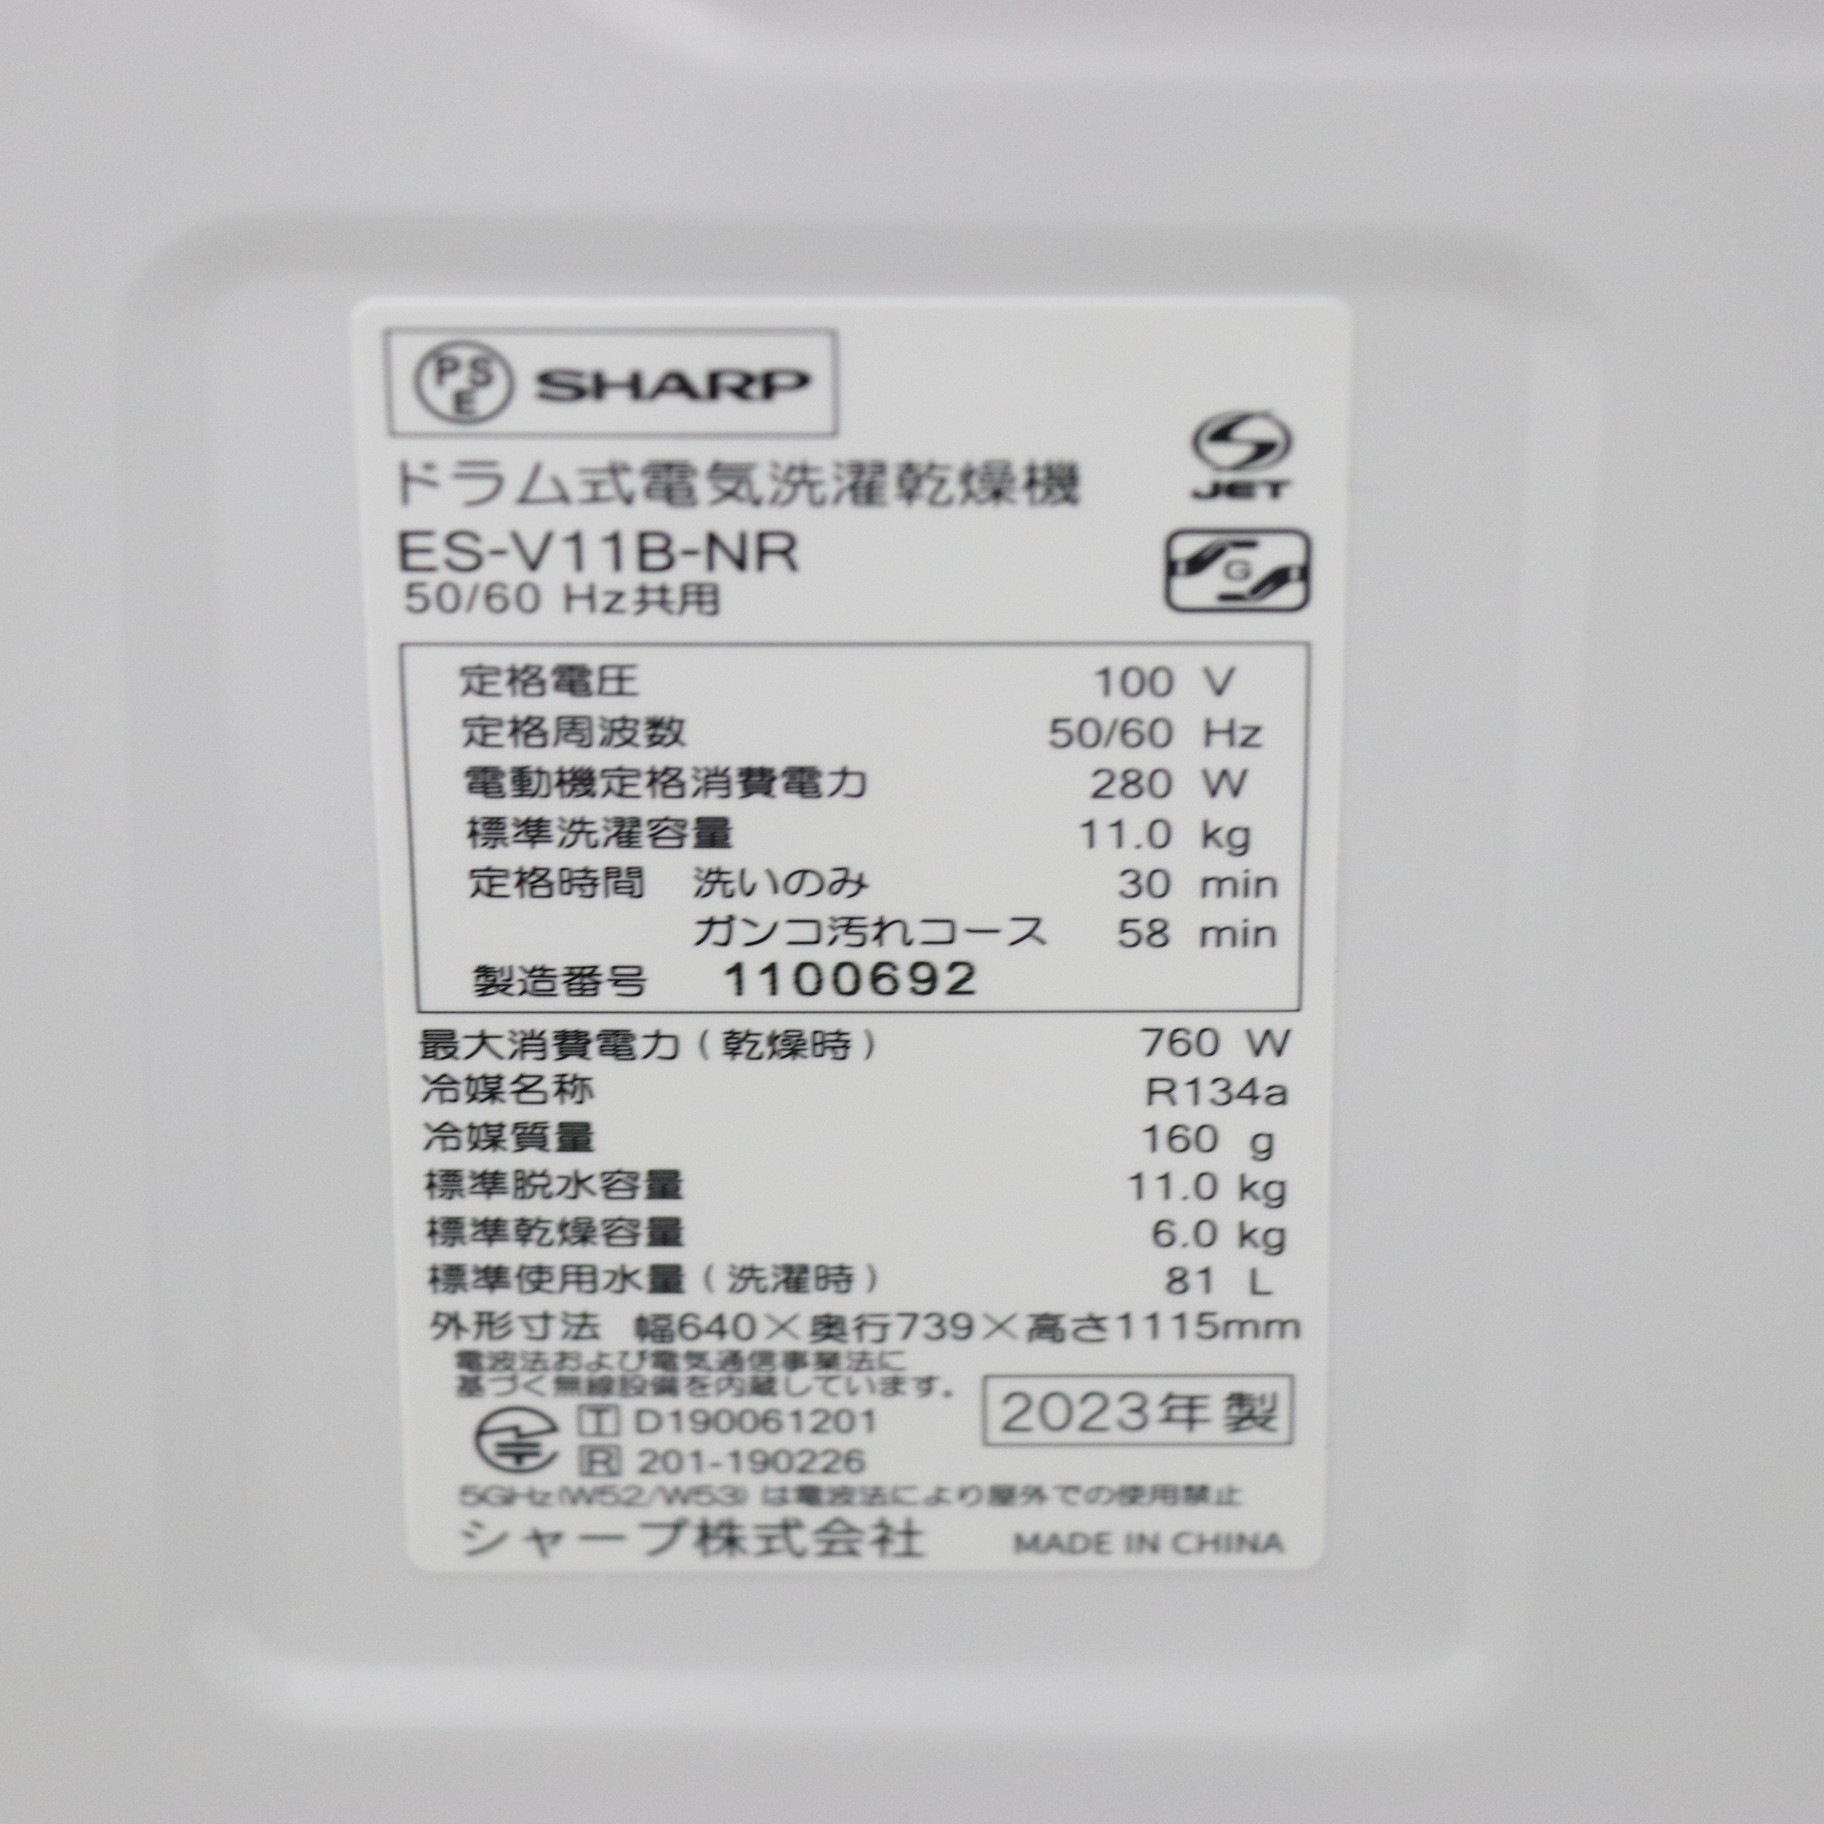 PSE SHARP
JET
ドラム式電気洗濯乾燥機
ES-V11B-NR
G
50/60 Hz共用
定格電圧 100 V
定格周波数 50/60 Hz
電動機定格消費電力 280 W
標準洗濯容量 11.0 kg
定格時間 洗いのみ 30 min
ガンコ汚れコース 58 min
製造番号 1100692
最大消費電力(乾燥時) 760 W
冷媒名称 R134a
冷媒質量 160 g
標準脱水容量 11.0 kg
標準乾燥容量 6.0 kg
標準使用水量(洗濯時) 81 L
外形寸法 幅640×奥行739×高さ1115mm
電波法および電気通信事業法に
基づく無線設備を内蔵しています。
T D190061201
R 201-190226
2023年製
5GHz(W52/W53)は電波法により屋外での使用禁止
シャープ株式会社 MADE IN CHINA